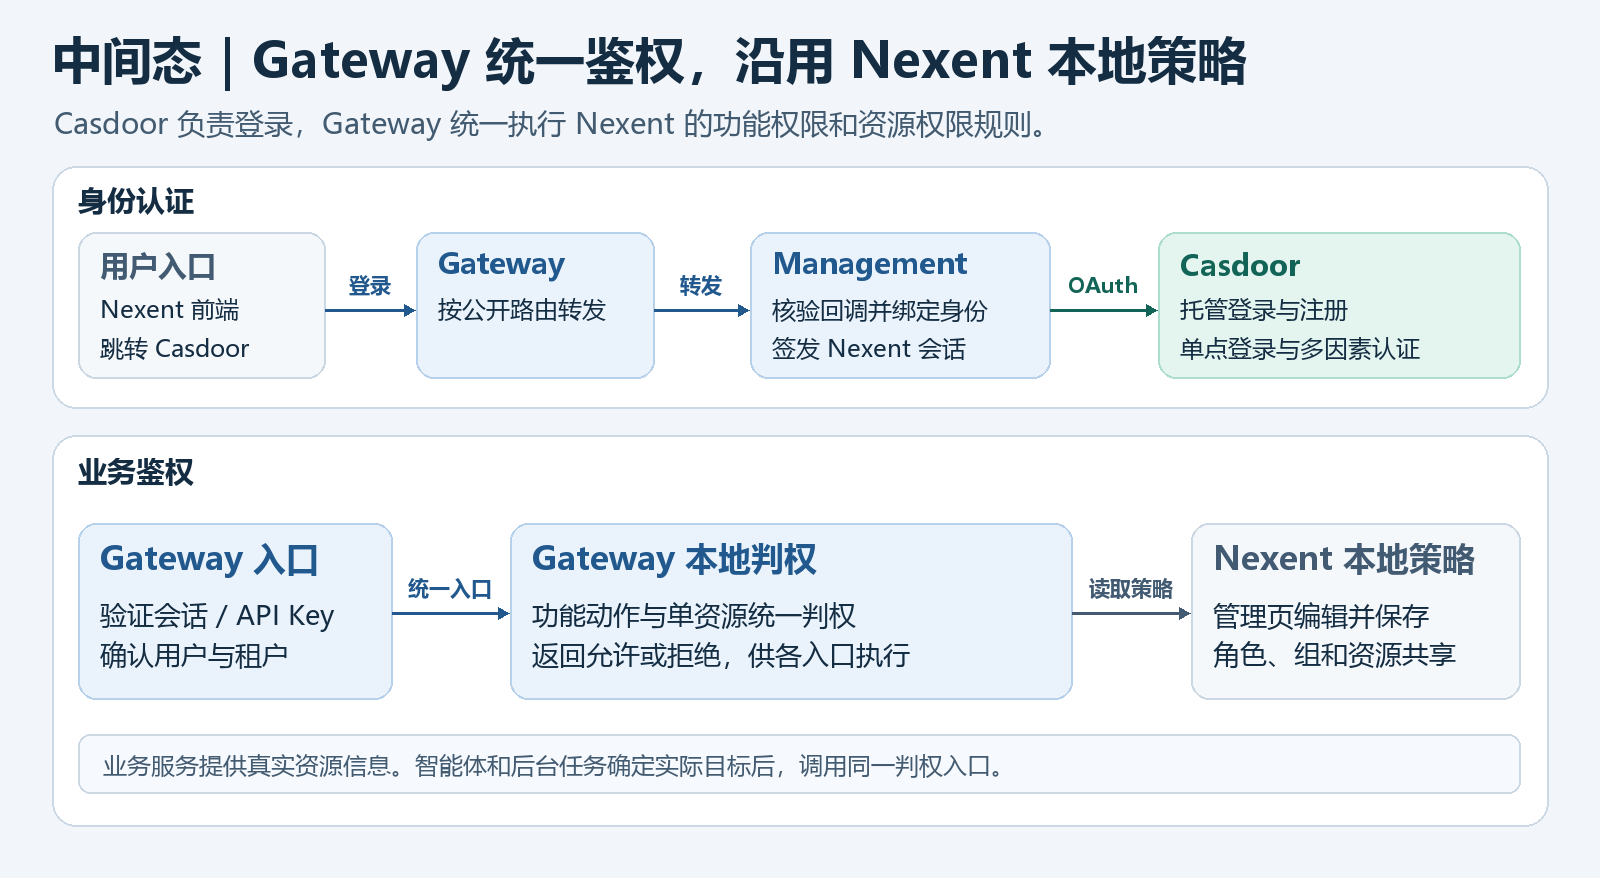 中间态｜Gateway 统一鉴权，沿用 Nexent 本地策略
Casdoor 负责登录，Gateway 统一执行 Nexent 的功能权限和资源权限规则。
身份认证
用户入口
Nexent 前端
跳转 Casdoor
登录
Gateway
按公开路由转发
转发
Management
核验回调并绑定身份
签发 Nexent 会话
OAuth
Casdoor
托管登录与注册
单点登录与多因素认证
业务鉴权
Gateway 入口
验证会话 / API Key
确认用户与租户
统一入口
Gateway 本地判权
功能动作与单资源统一判权
返回允许或拒绝，供各入口执行
读取策略
Nexent 本地策略
管理页编辑并保存
角色、组和资源共享
业务服务提供真实资源信息。智能体和后台任务确定实际目标后，调用同一判权入口。